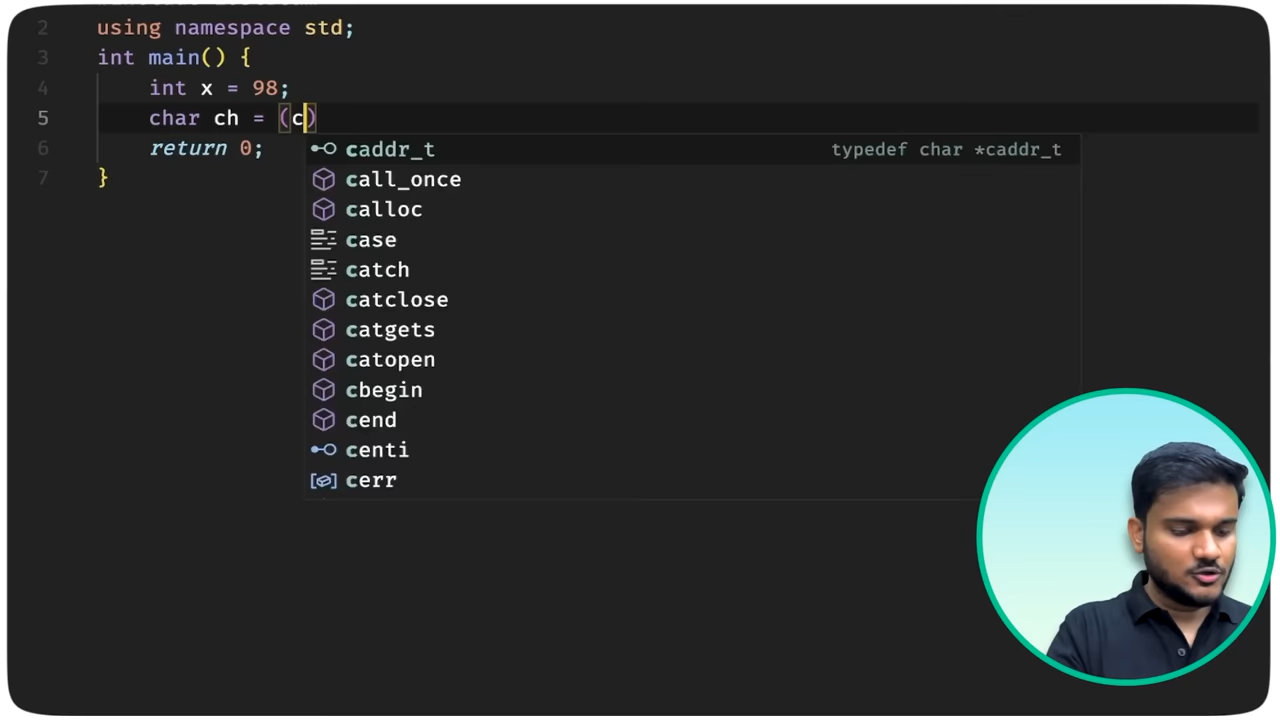 2 using namespace std;
3 int main() {
4 int x = 98;
5 char ch = (c)
6 return 0;
7 }
caddr_t typedef char *caddr_t
call_once
calloc
case
catch
catclose
catgets
catopen
cbegin
cend
centi
cerr